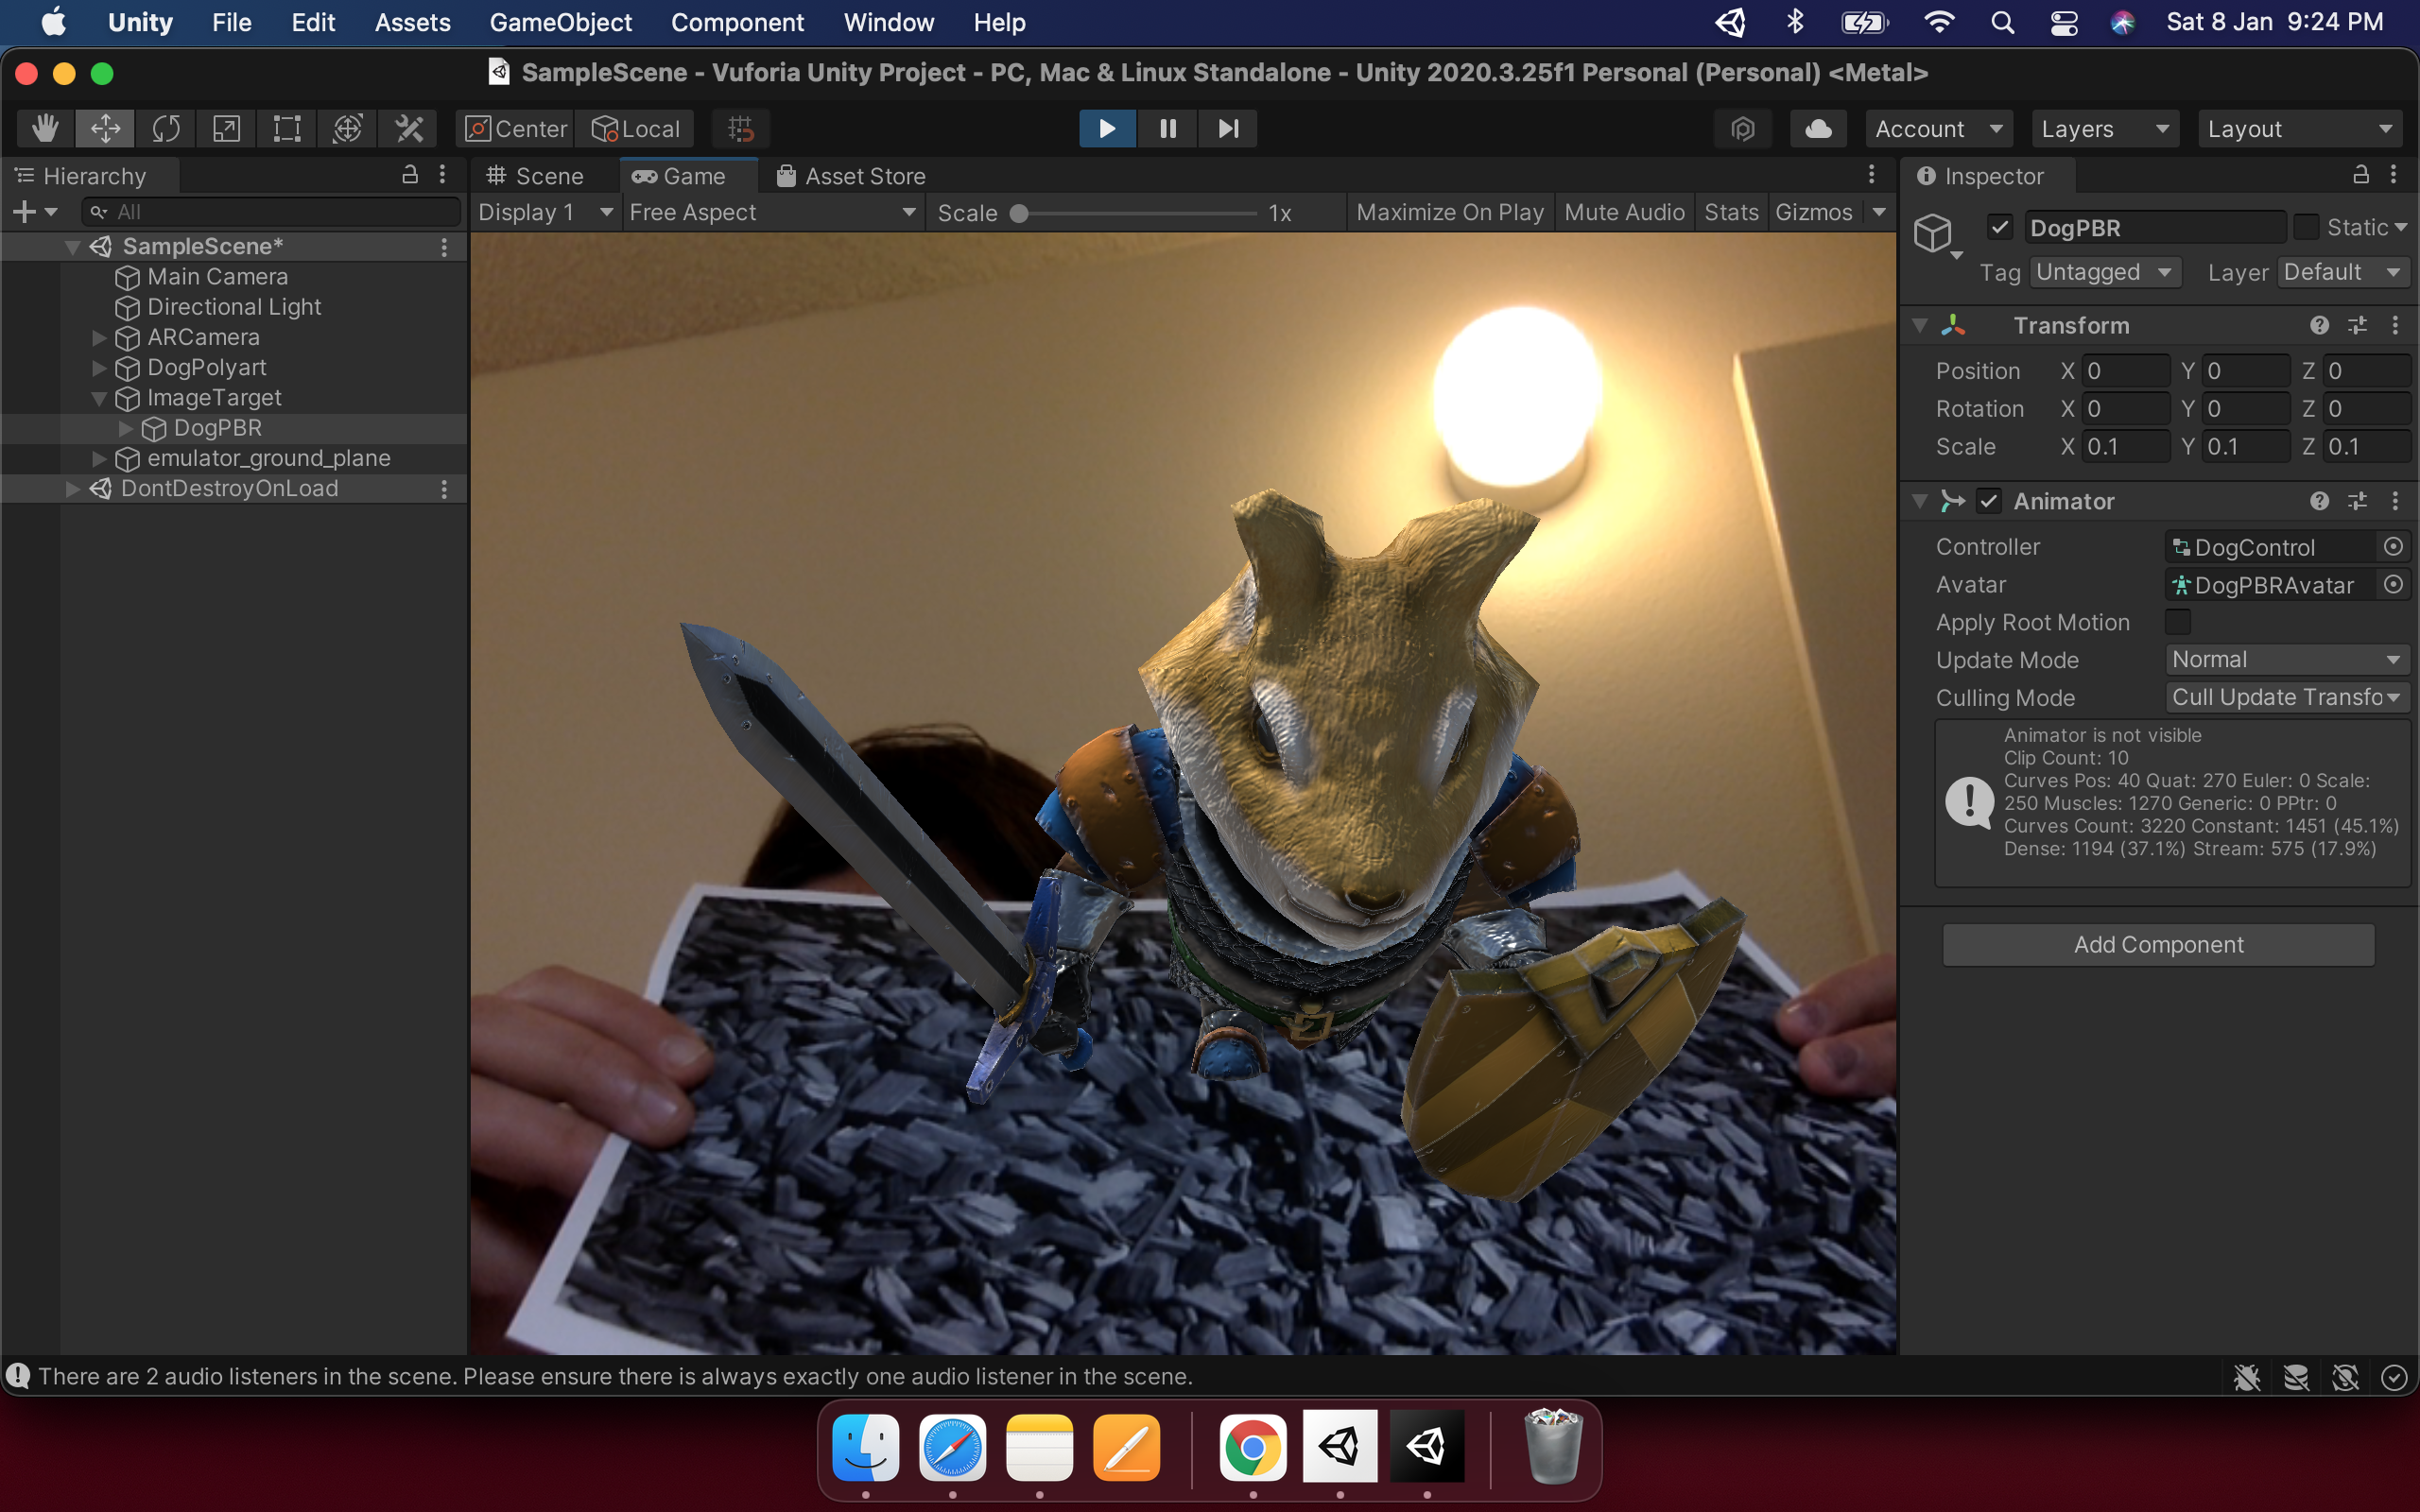 Unity File Edit Assets GameObject Component Window Help Sat 8 Jan 9:24 PM
SampleScene - Vuforia Unity Project - PC, Mac & Linux Standalone - Unity 2020.3.25f1 Personal (Personal) <Metal>
Center Local Account Layers Layout
Hierarchy
All
SampleScene*
Main Camera
Directional Light
ARCamera
DogPolyart
ImageTarget
DogPBR
emulator_ground_plane
DontDestroyOnLoad
Scene Game Asset Store
Display 1 Free Aspect Scale 1x Maximize On Play Mute Audio Stats Gizmos
Inspector
DogPBR Static
Tag Untagged Layer Default
Transform
Position X 0 Y 0 Z 0
Rotation X 0 Y 0 Z 0
Scale X 0.1 Y 0.1 Z 0.1
Animator
Controller DogControl
Avatar DogPBRAvatar
Apply Root Motion
Update Mode Normal
Culling Mode Cull Update Transfo
Animator is not visible
Clip Count: 10
Curves Pos: 40 Quat: 270 Euler: 0 Scale:
250 Muscles: 1270 Generic: 0 PPtr: 0
Curves Count: 3220 Constant: 1451 (45.1%)
Dense: 1194 (37.1%) Stream: 575 (17.9%)
Add Component
There are 2 audio listeners in the scene. Please ensure there is always exactly one audio listener in the scene.